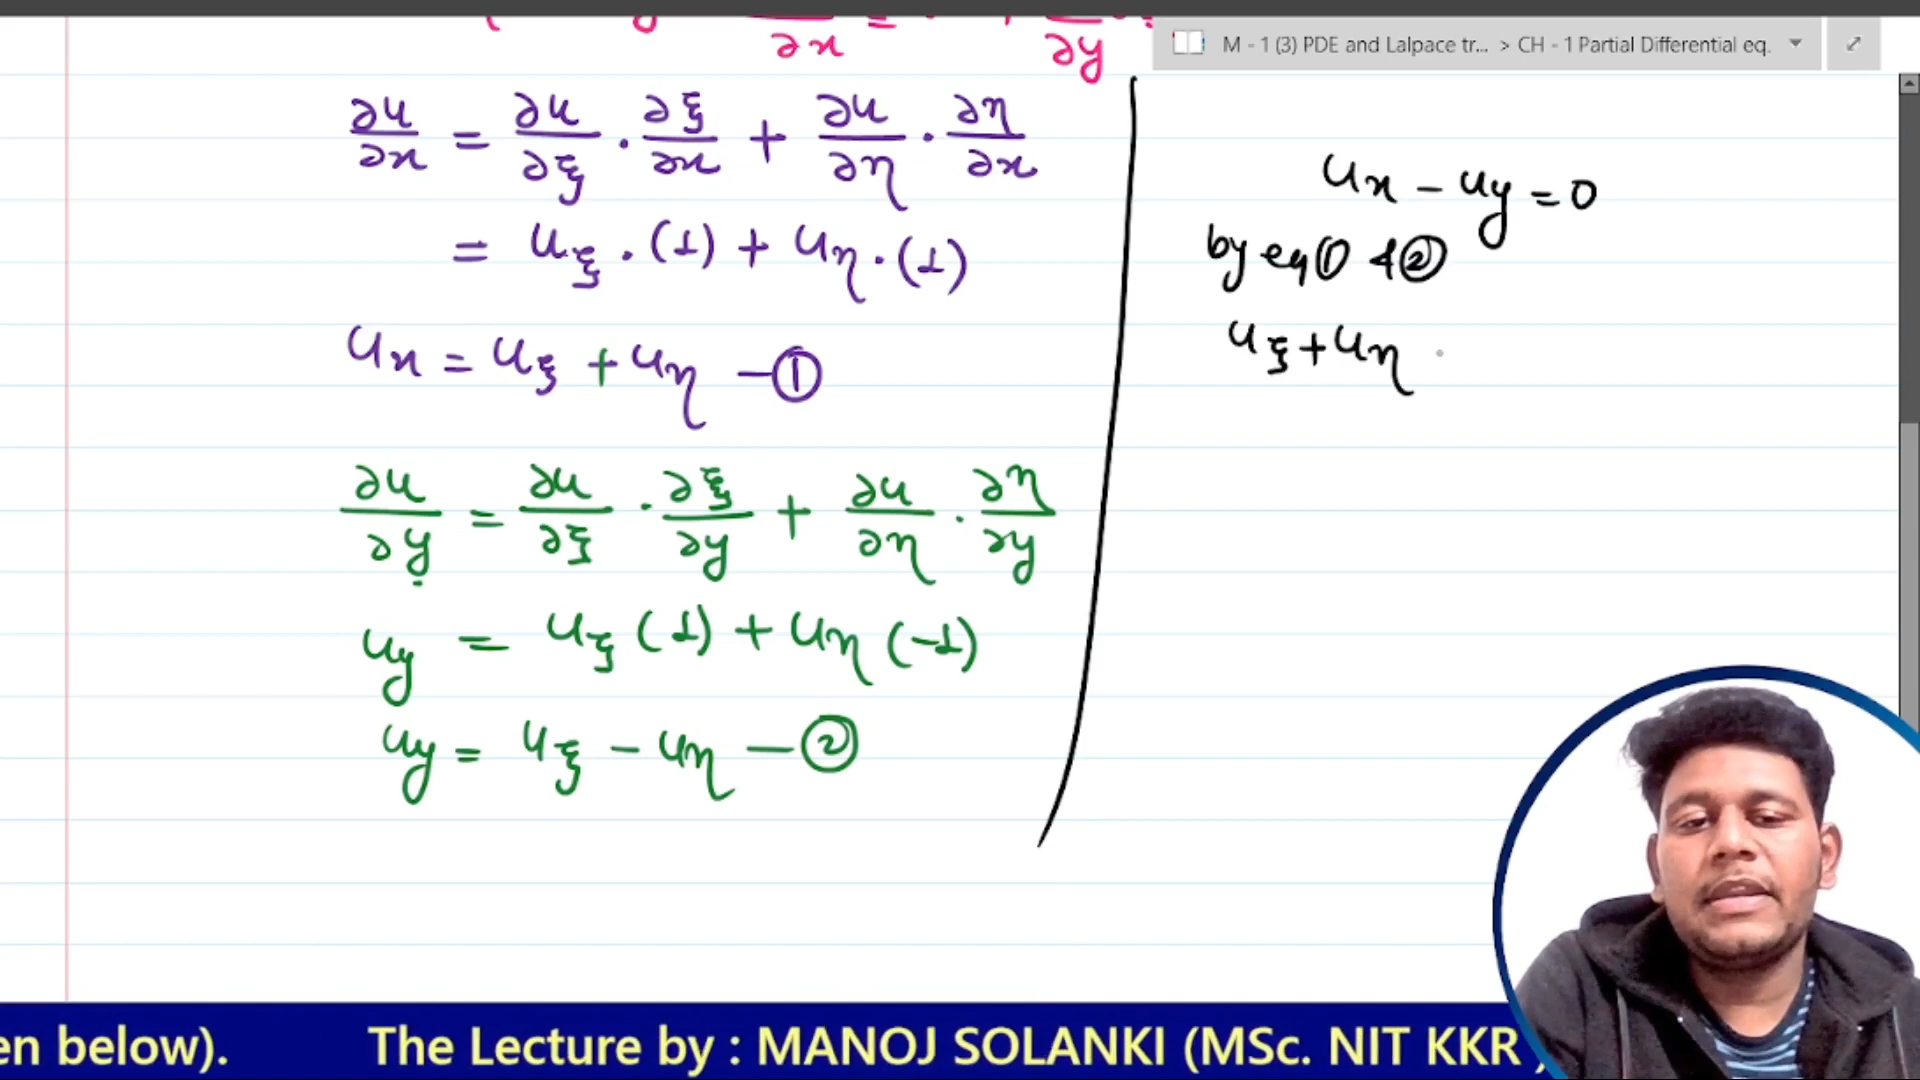 ∂x = ∂y
M - 1 (3) PDE and Lalpace tr... > CH - 1 Partial Differential eq.
∂u/∂x = ∂u/∂ξ · ∂ξ/∂x + ∂u/∂η · ∂η/∂x
= uξ · (1) + uη · (1)
ux = uξ + uη — ①
∂u/∂y = ∂u/∂ξ · ∂ξ/∂y + ∂u/∂η · ∂η/∂y
uy = uξ (1) + uη (-1)
uy = uξ - uη — ②
ux - uy = 0
by eq ① & ②
uξ + uη
en below). The Lecture by : MANOJ SOLANKI (MSc. NIT KKR )